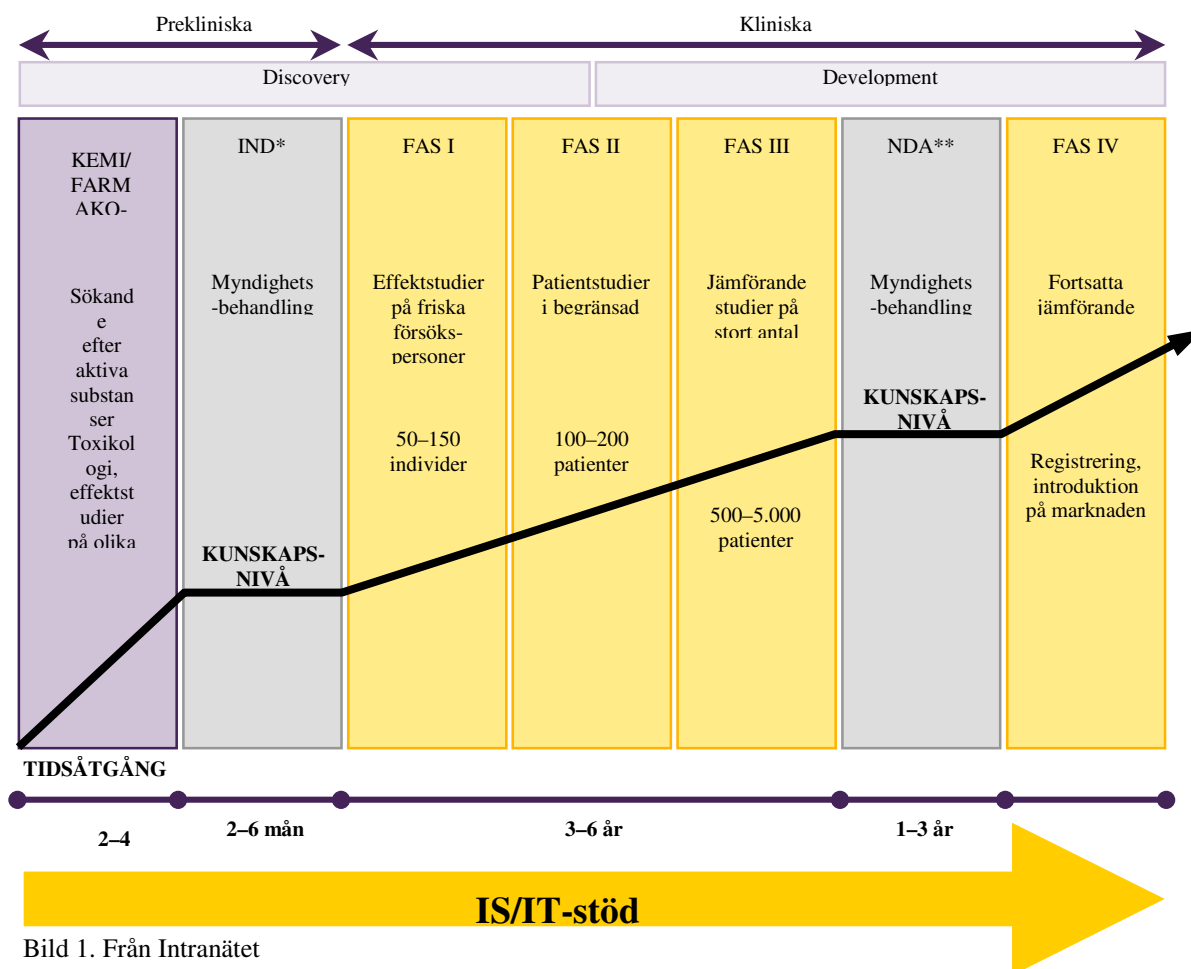 Prekliniska
Kliniska
Discovery
Development
KEMI/
FARM
AKO-
Sökand
e
efter
aktiva
substan
ser
Toxikol
ogi,
effektst
udier
på olika
IND*
Myndighets
-behandling
KUNSKAPS-
NIVÅ
FAS I
Effektstudier
på friska
försöks-
personer
50–150
individer
FAS II
Patientstudier
i begränsad
100–200
patienter
FAS III
Jämförande
studier på
stort antal
500–5.000
patienter
NDA**
Myndighets
-behandling
KUNSKAPS-
NIVÅ
FAS IV
Fortsatta
jämförande
Registrering,
introduktion
på marknaden
TIDSÅTGÅNG
2–4
2–6 mån
3–6 år
1–3 år
IS/IT-stöd
Bild 1. Från Intranätet